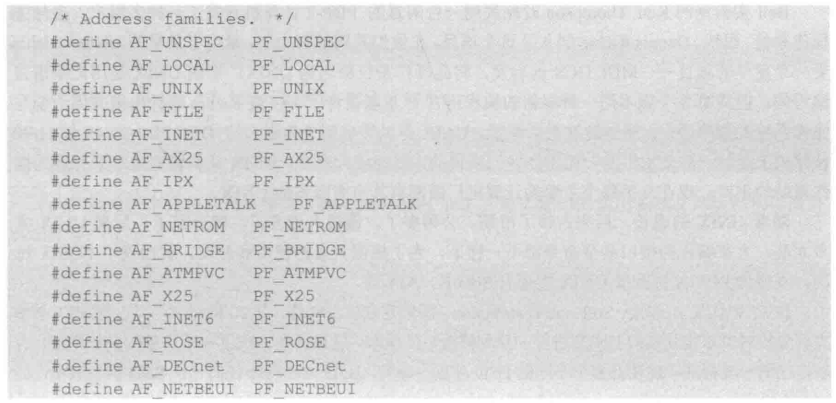 /* Address families. */
#define AF_UNSPEC PF_UNSPEC
#define AF_LOCAL PF_LOCAL
#define AF_UNIX PF_UNIX
#define AF_FILE PF_FILE
#define AF_INET PF_INET
#define AF_AX25 PF_AX25
#define AF_IPX PF_IPX
#define AF_APPLETALK PF_APPLETALK
#define AF_NETROM PF_NETROM
#define AF_BRIDGE PF_BRIDGE
#define AF_ATMPVC PF_ATMPVC
#define AF_X25 PF_X25
#define AF_INET6 PF_INET6
#define AF_ROSE PF_ROSE
#define AF_DECnet PF_DECnet
#define AF_NETBEUI PF_NETBEUI